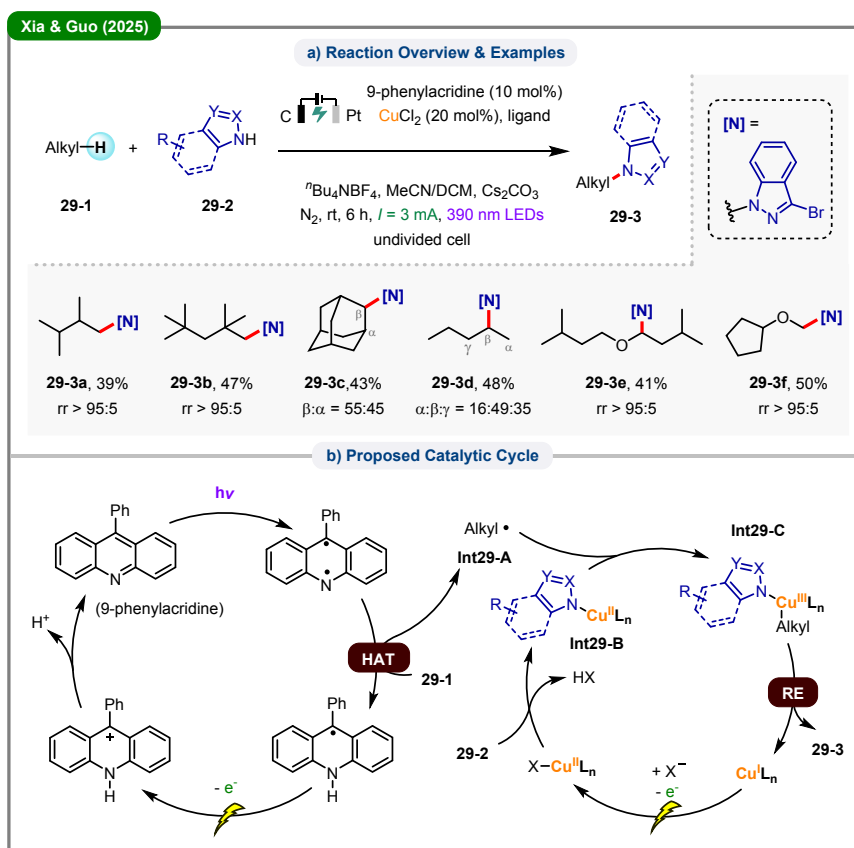 Xia & Guo (2025)
a) Reaction Overview & Examples
Alkyl–H
29-1
+
R
Y=X
NH
29-2
C
Pt
9-phenylacridine (10 mol%)
CuCl₂ (20 mol%), ligand
ⁿBu₄NBF₄, MeCN/DCM, Cs₂CO₃
N₂, rt, 6 h, I = 3 mA, 390 nm LEDs
undivided cell
Alkyl
N
X
Y
29-3
[N] =
N
N
Br
[N]
29-3a, 39%
rr > 95:5
[N]
29-3b, 47%
rr > 95:5
[N]
β
α
29-3c,43%
β:α = 55:45
[N]
γ
β
α
29-3d, 48%
α:β:γ = 16:49:35
[N]
O
29-3e, 41%
rr > 95:5
O
[N]
29-3f, 50%
rr > 95:5
b) Proposed Catalytic Cycle
Ph
N
(9-phenylacridine)
hν
Ph
N
HAT
29-1
Alkyl •
Int29-A
Ph
N
H
- e⁻
Ph
+
N
H
H⁺
R
Y=X
N
CuᴵᴵLₙ
Int29-B
Int29-C
R
Y=X
N
CuᴵᴵᴵLₙ
Alkyl
RE
29-3
CuᴵLₙ
+ X⁻
- e⁻
X–CuᴵᴵLₙ
29-2
HX